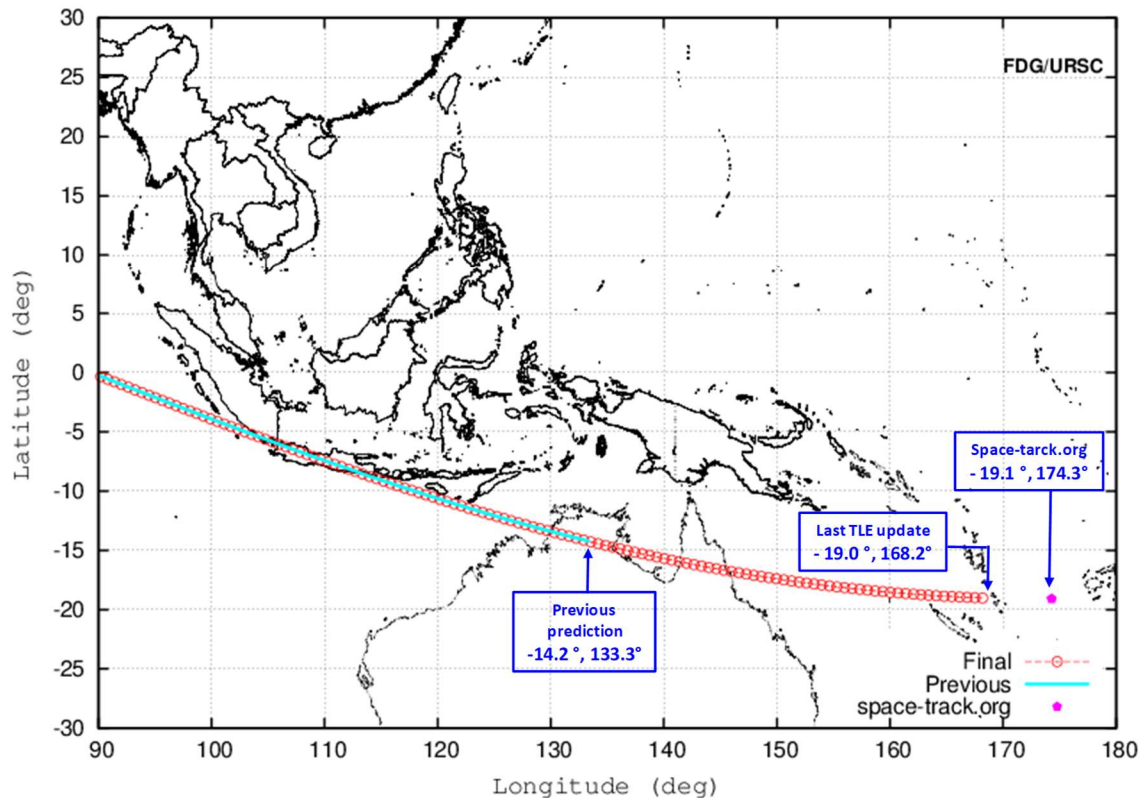 30
25
20
15
10
5
0
-5
-10
-15
-20
-25
-30
Latitude (deg)
FDG/URSC
Space-tarck.org
- 19.1 °, 174.3°
Last TLE update
- 19.0 °, 168.2°
Previous
prediction
-14.2 °, 133.3°
Final
Previous
space-track.org
90 100 110 120 130 140 150 160 170 180
Longitude (deg)